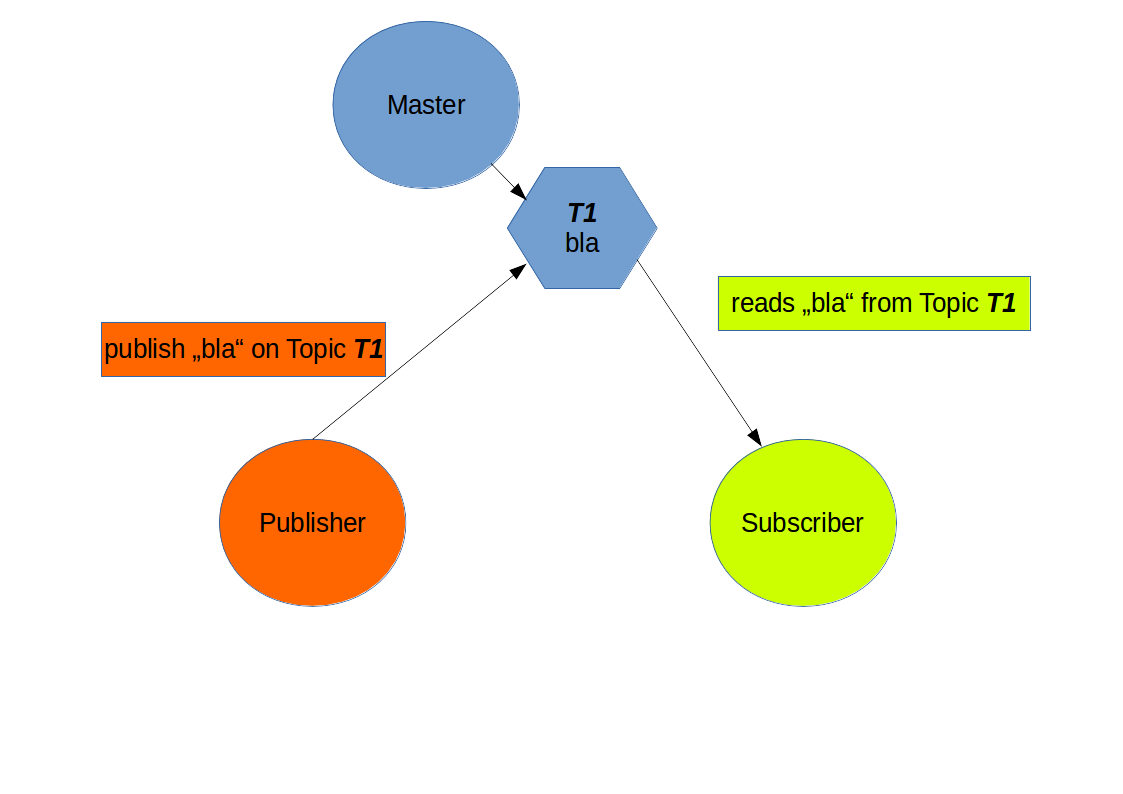 Master
T1
bla
reads „bla“ from Topic T1
publish „bla“ on Topic T1
Publisher
Subscriber